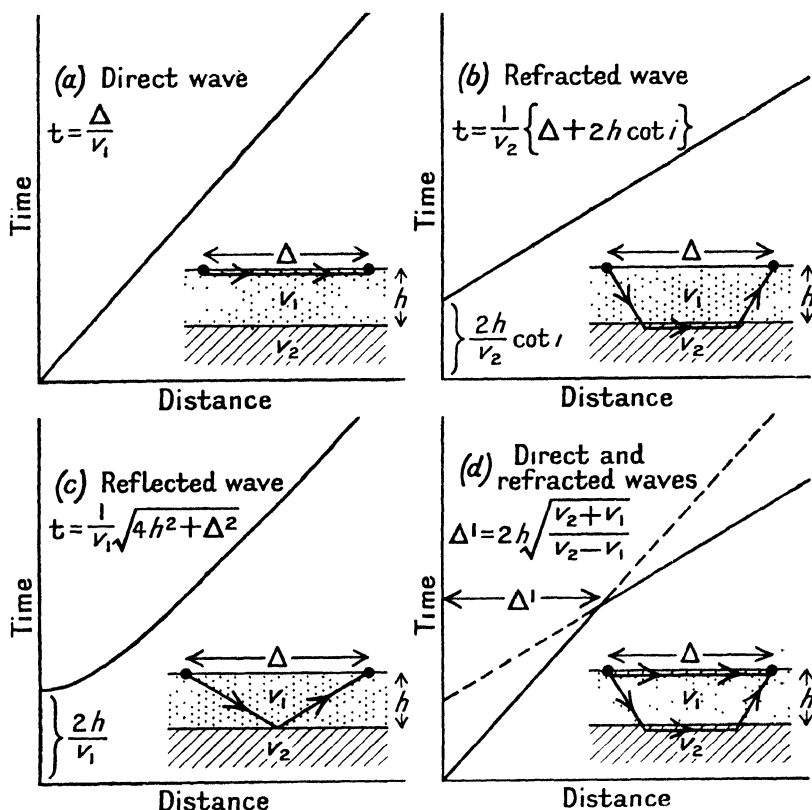 (a) Direct wave
t = Δ/v₁
Δ
v₁
h
v₂
Time
Distance
(b) Refracted wave
t = 1/v₂ {Δ + 2h cot i}
Δ
v₁
h
v₂
2h/v₂ cot i
Time
Distance
(c) Reflected wave
t = 1/v₁ √4h² + Δ²
Δ
v₁
h
v₂
2h/v₁
Time
Distance
(d) Direct and
refracted waves
Δ¹ = 2h √(v₂ + v₁)/(v₂ − v₁)
Δ¹
Δ
v₁
h
v₂
Time
Distance